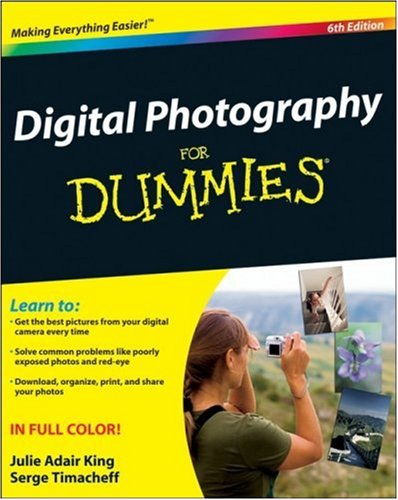 Making Everything Easier!™
6th Edition
Digital Photography
FOR
DUMMIES®
Learn to:
• Get the best pictures from your digital
camera every time
• Solve common problems like poorly
exposed photos and red-eye
• Download, organize, print, and share
your photos
IN FULL COLOR!
Julie Adair King
Serge Timacheff